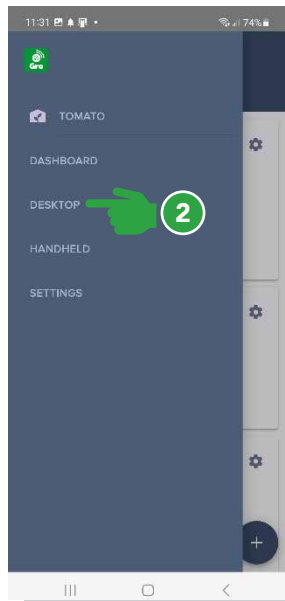 11:31
74%
Gro
TOMATO
DASHBOARD
DESKTOP
2
HANDHELD
SETTINGS
+